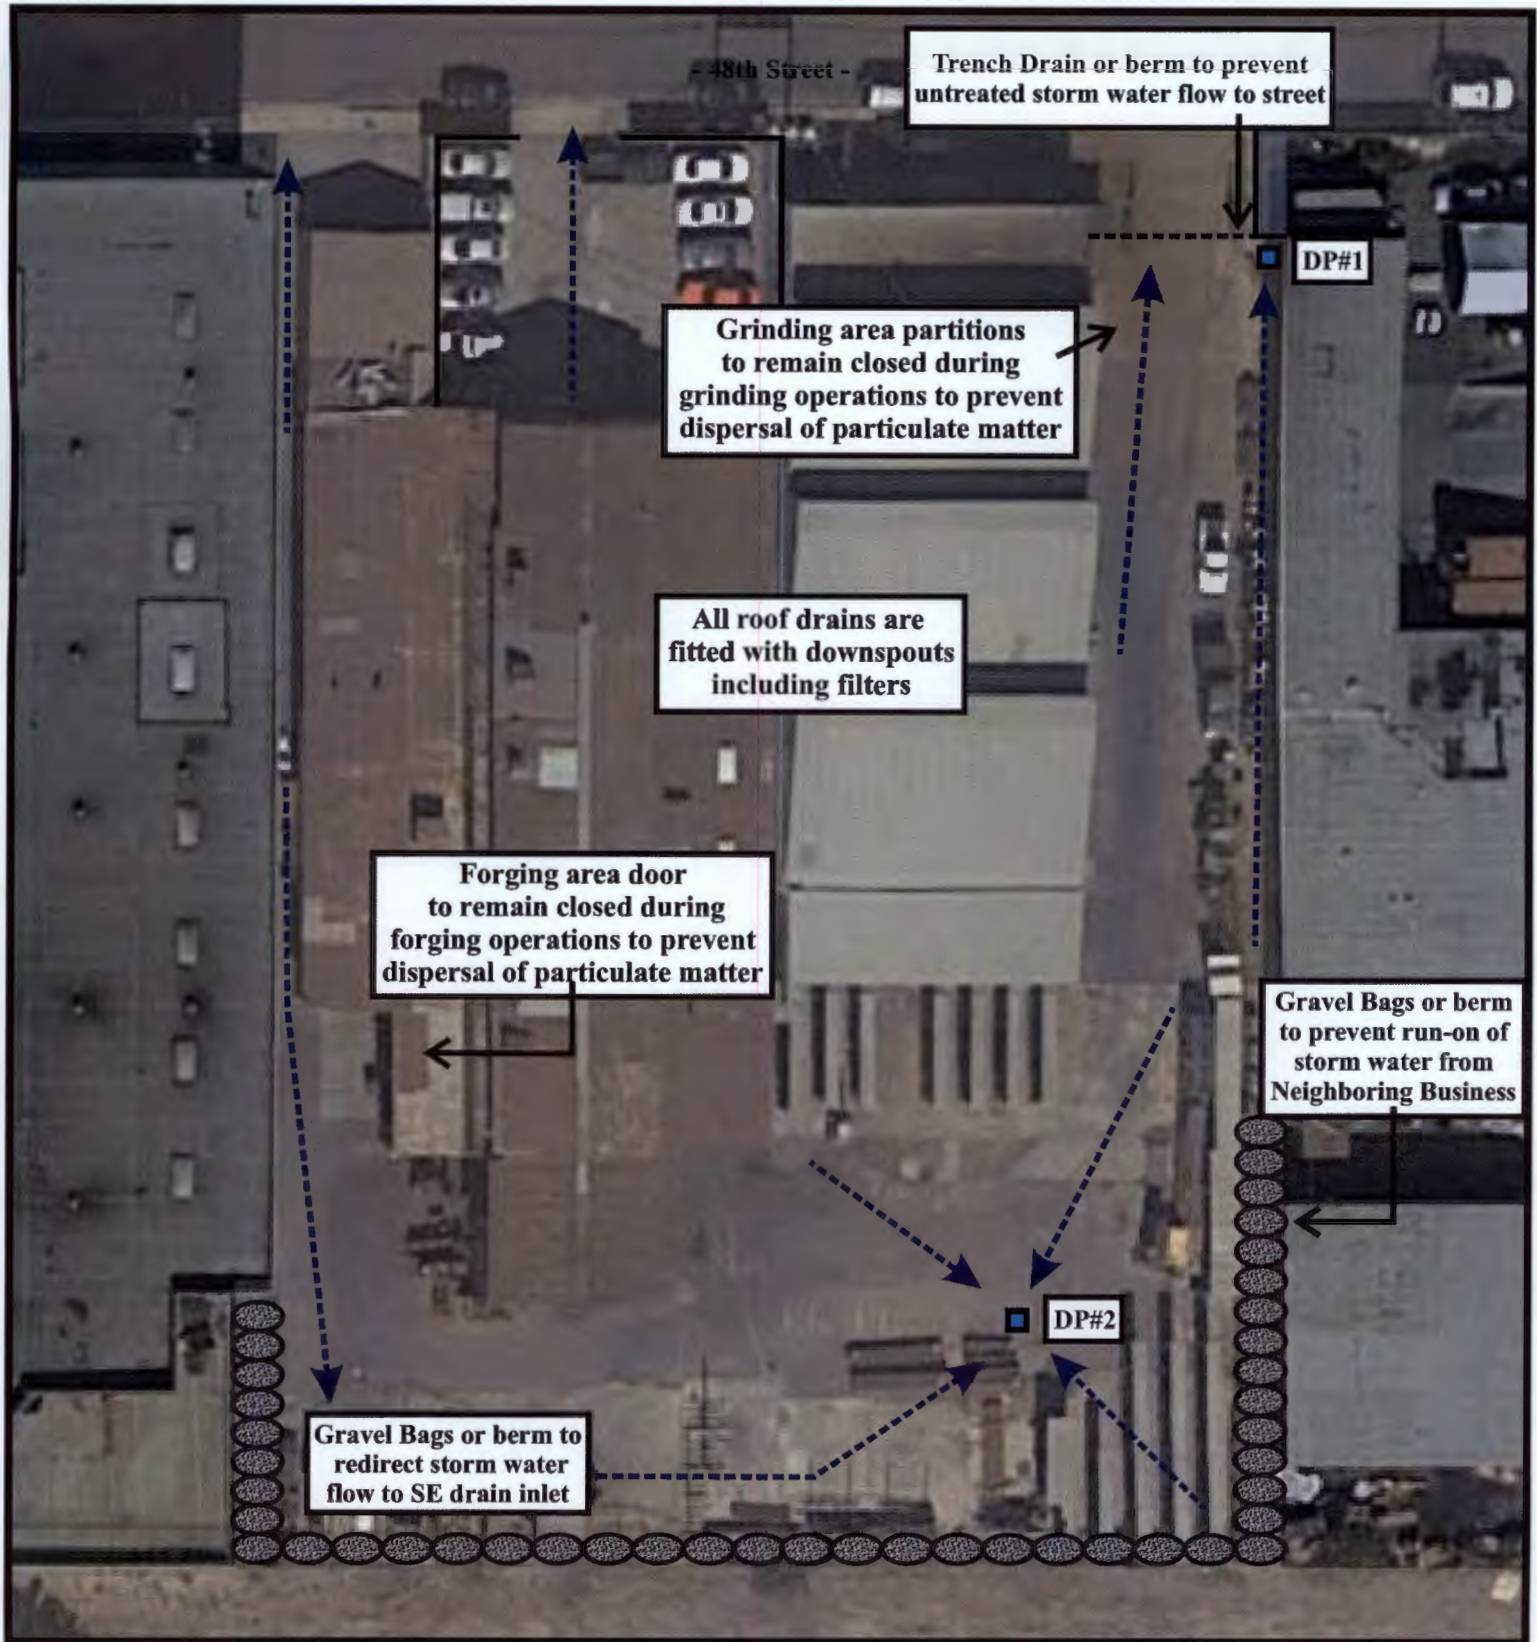 - 48th Street -
Trench Drain or berm to prevent
untreated storm water flow to street
DP#1
Grinding area partitions
to remain closed during
grinding operations to prevent
dispersal of particulate matter
All roof drains are
fitted with downspouts
including filters
Forging area door
to remain closed during
forging operations to prevent
dispersal of particulate matter
Gravel Bags or berm
to prevent run-on of
storm water from
Neighboring Business
DP#2
Gravel Bags or berm to
redirect storm water
flow to SE drain inlet